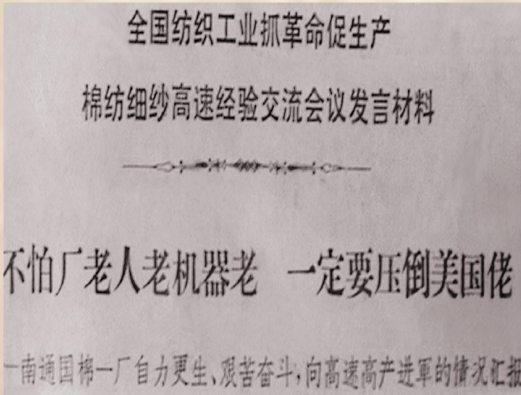 全国纺织工业抓革命促生产
棉纺细纱高速经验交流会议发言材料
不怕厂老人老机器老 一定要压倒美国佬
—南通国棉一厂自力更生、艰苦奋斗,向高速高产进軍的情况汇报